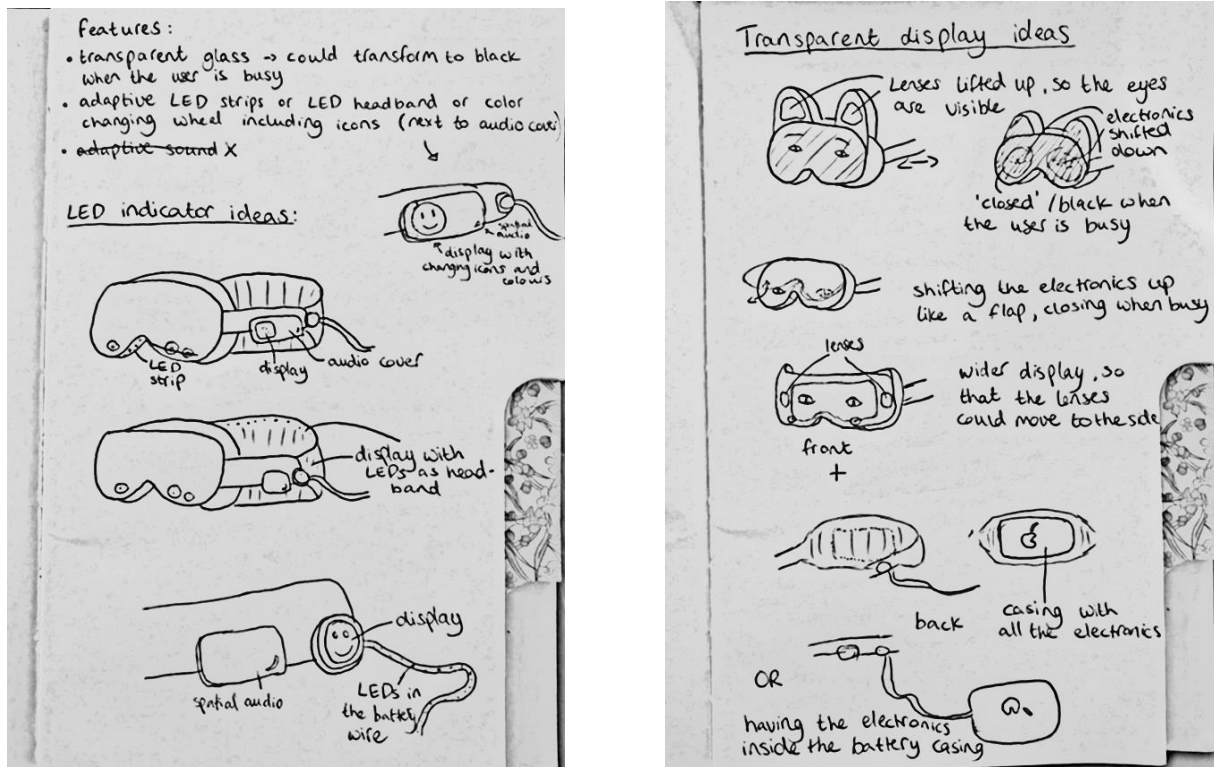 Features:
• transparent glass → could transform to black
when the user is busy
• adaptive LED strips or LED headband or color
changing wheel including icons (next to audio cover)
• adaptive sound X
LED indicator ideas:
spatial
audio
display with
changing icons and
colours
LED
strip
display
audio cover
display with
LEDs as head-
band
display
spatial audio
LEDs in
the battery
wire
Transparent display ideas
Lenses lifted up, so the eyes
are visible
electronics
shifted
down
'closed'/black when
the user is busy
shifting the electronics up
like a flap, closing when busy
lenses
wider display, so
that the lenses
could move to the side
front
+
back
casing with
all the electronics
OR
having the electronics
inside the battery casing